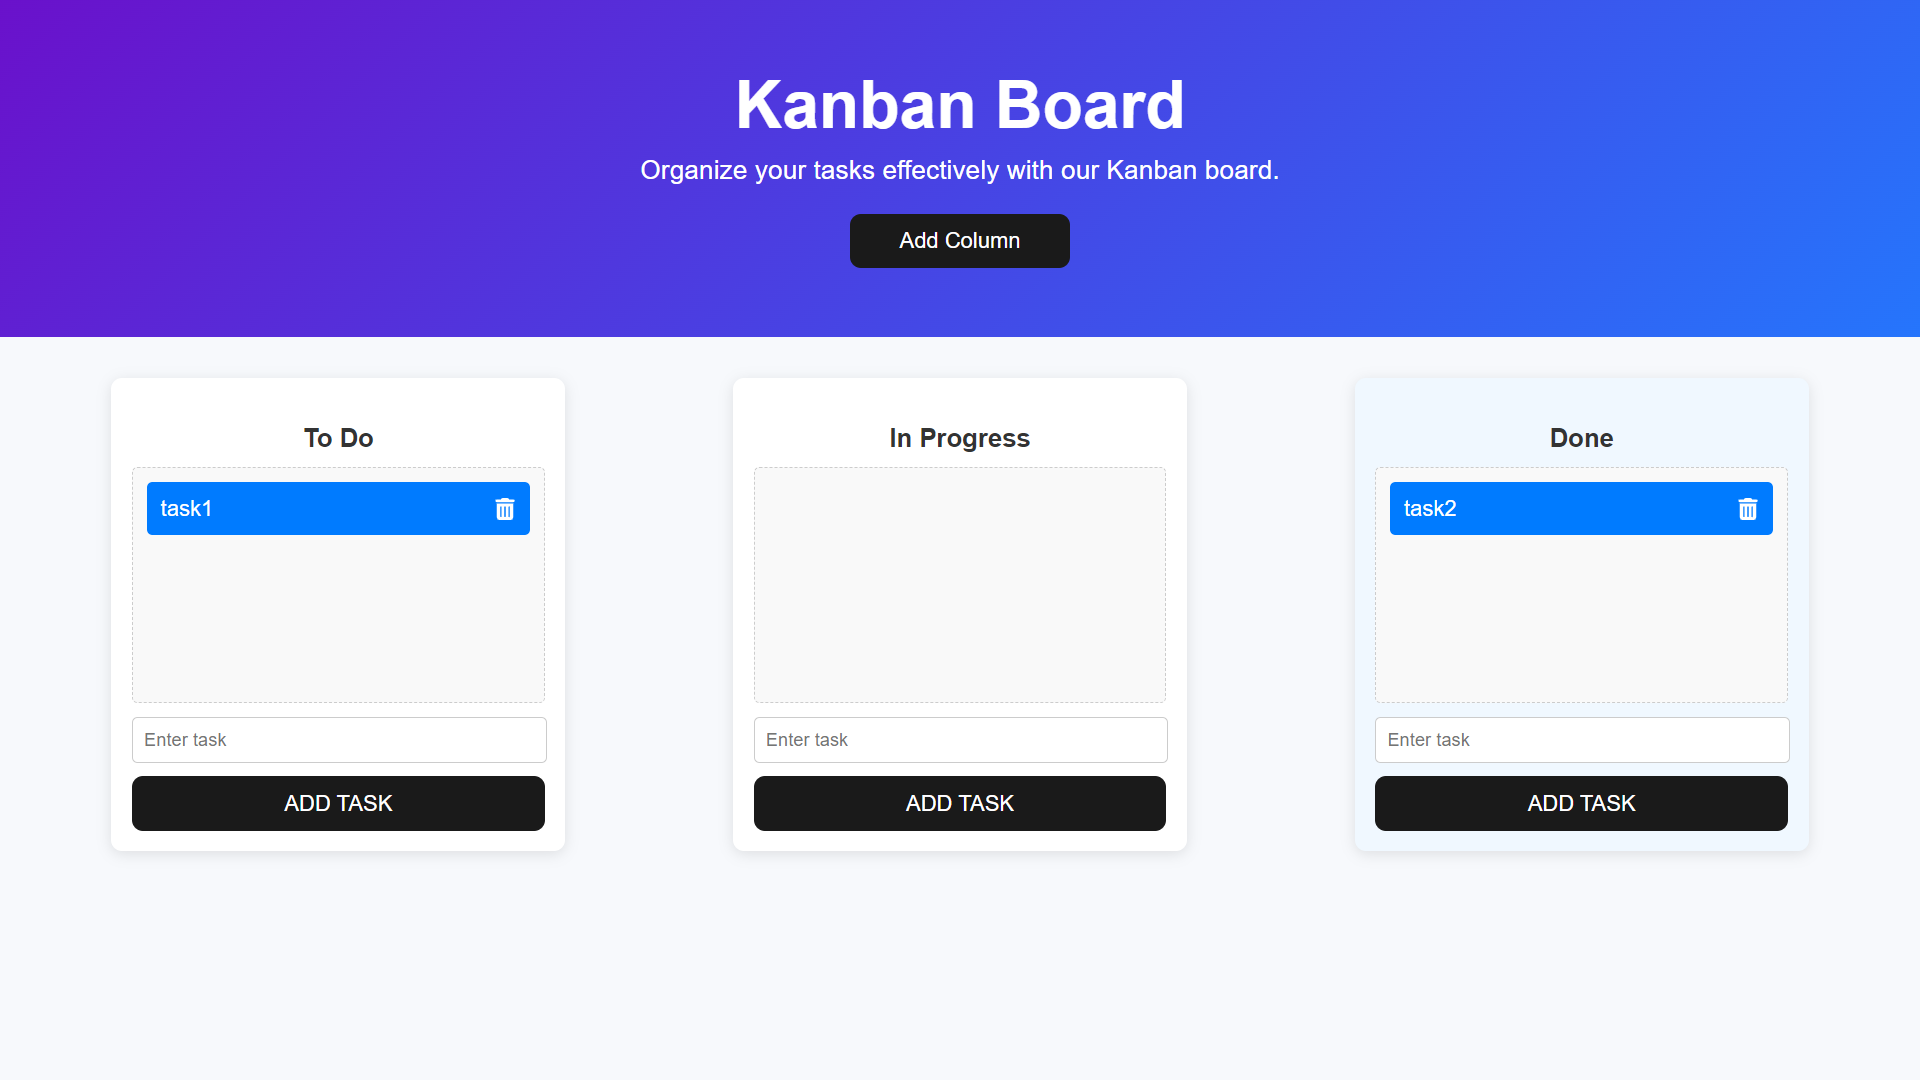 Kanban Board
Organize your tasks effectively with our Kanban board.
Add Column
To Do
task1
Enter task
ADD TASK
In Progress
Enter task
ADD TASK
Done
task2
Enter task
ADD TASK